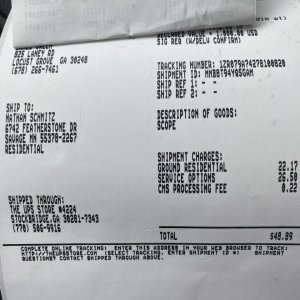 825 LANEY RD
LOCUST GROVE GA 30248
(678) 266-7461
SHIP TO:
NATHAN SCHMITZ
6742 FEATHERSTONE DR
SAVAGE MN 55378-2267
RESIDENTIAL
SHIPPED THROUGH:
THE UPS STORE #4224
STOCKBRIDGE, GA 30281-7343
(770) 506-9916
SIG REQ (W/DELV CONFIRM)
TRACKING NUMBER: 1ZR079A74278100820
SHIPMENT ID: MMB8T94YQ5GAM
SHIP REF 1: - -
SHIP REF 2: - -
DESCRIPTION OF GOODS:
SCOPE
SHIPMENT CHARGES:
GROUND RESIDENTIAL 22.17
SERVICE OPTIONS 26.50
CMS PROCESSING FEE 0.22
TOTAL $48.89
COMPLETE ONLINE TRACKING: ENTER THIS ADDRESS IN YOUR WEB BROWSER TO TRACK:
HTTP://THEUPSSTORE.COM (SELECT TRACKING, ENTER SHIPMENT ID #) SHIPMENT
QUESTIONS? CONTACT SHIPPED THROUGH ABOVE.